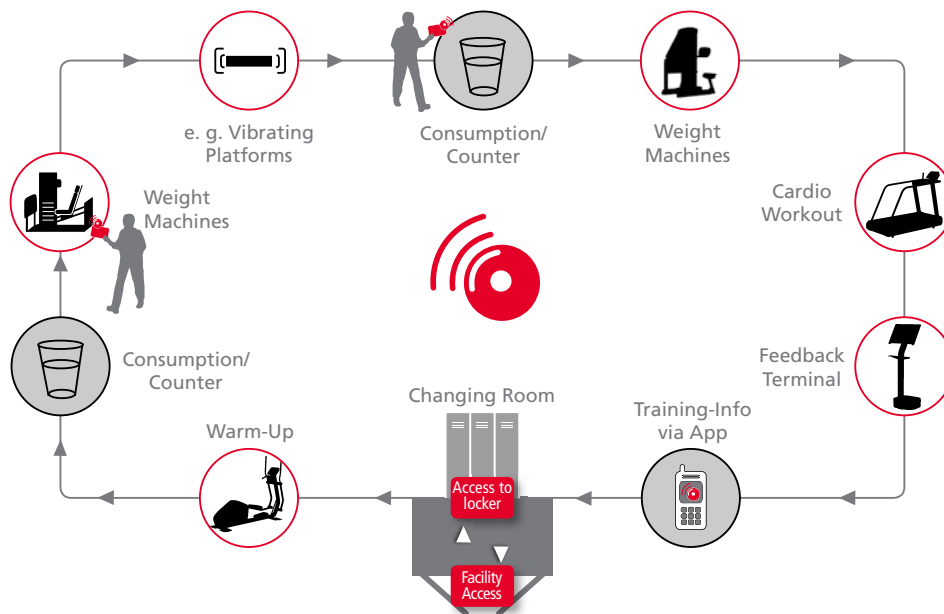 e. g. Vibrating
Platforms
Consumption/
Counter
Weight
Machines
Weight
Machines
Cardio
Workout
Consumption/
Counter
Feedback
Terminal
Changing Room
Training-Info
via App
Warm-Up
Access to
locker
Facility
Access